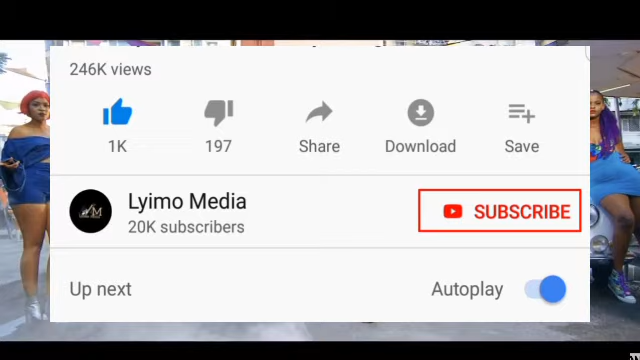 246K views
1K
197
Share
Download
Save
Lyimo Media
20K subscribers
SUBSCRIBE
Up next
Autoplay